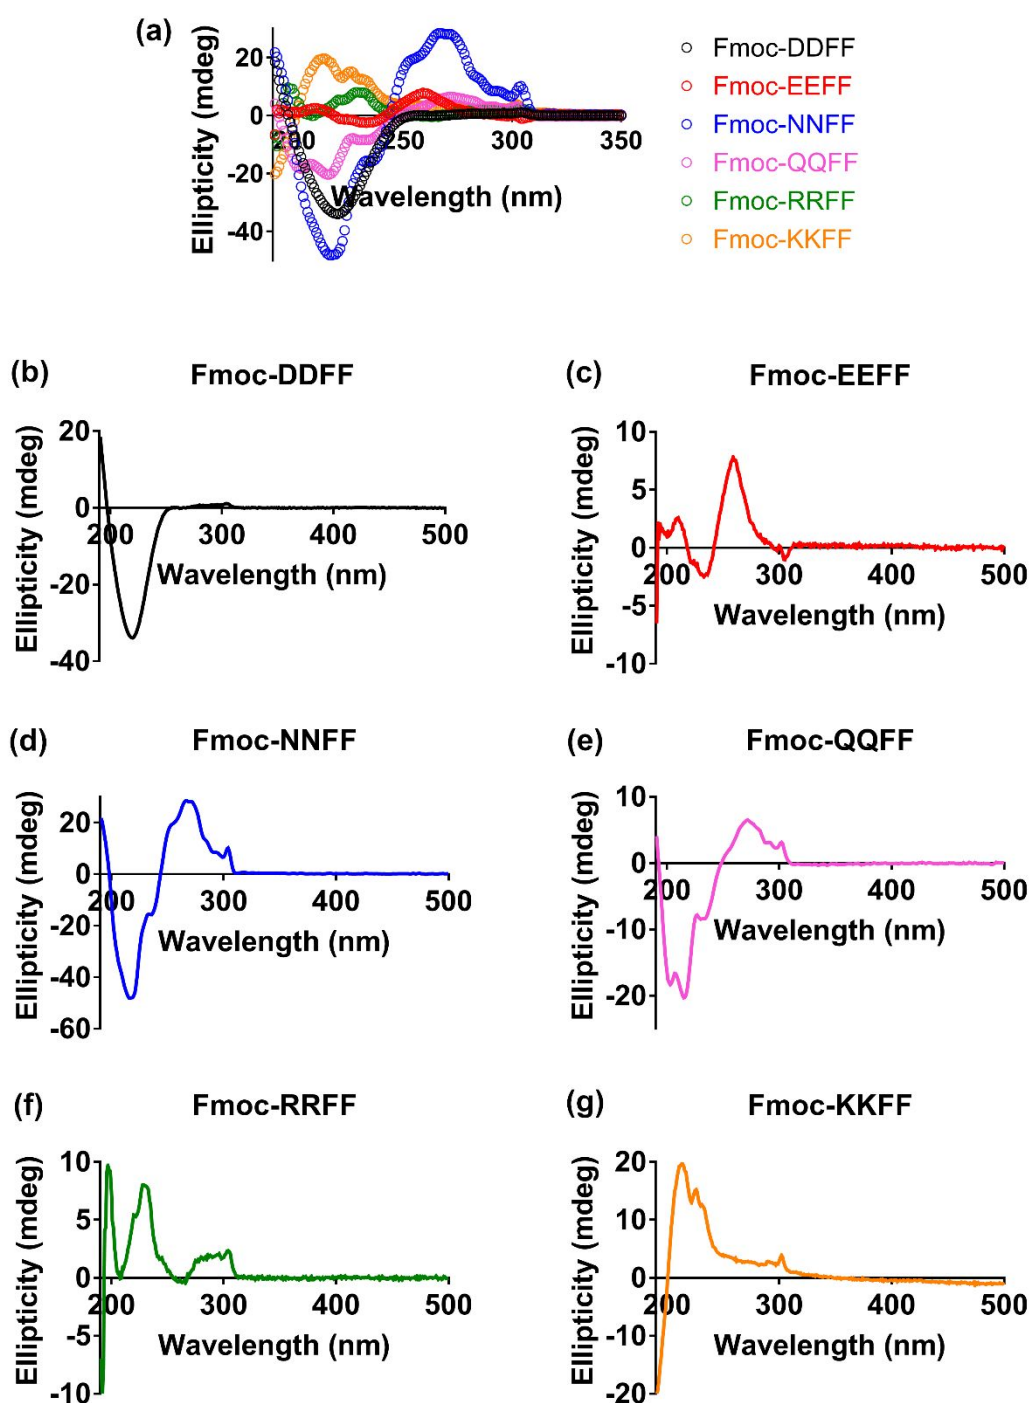 (a)
Ellipticity (mdeg)
20
0
-20
-40
200
250
300
350
Wavelength (nm)
Fmoc-DDFF
Fmoc-EEFF
Fmoc-NNFF
Fmoc-QQFF
Fmoc-RRFF
Fmoc-KKFF
(b)
Fmoc-DDFF
Ellipticity (mdeg)
20
0
-20
-40
200
300
400
500
Wavelength (nm)
(c)
Fmoc-EEFF
Ellipticity (mdeg)
10
5
0
-5
-10
200
300
400
500
Wavelength (nm)
(d)
Fmoc-NNFF
Ellipticity (mdeg)
20
0
-20
-40
-60
200
300
400
500
Wavelength (nm)
(e)
Fmoc-QQFF
Ellipticity (mdeg)
10
0
-10
-20
200
300
400
500
Wavelength (nm)
(f)
Fmoc-RRFF
Ellipticity (mdeg)
10
5
0
-5
-10
200
300
400
500
Wavelength (nm)
(g)
Fmoc-KKFF
Ellipticity (mdeg)
20
10
0
-10
-20
200
300
400
500
Wavelength (nm)